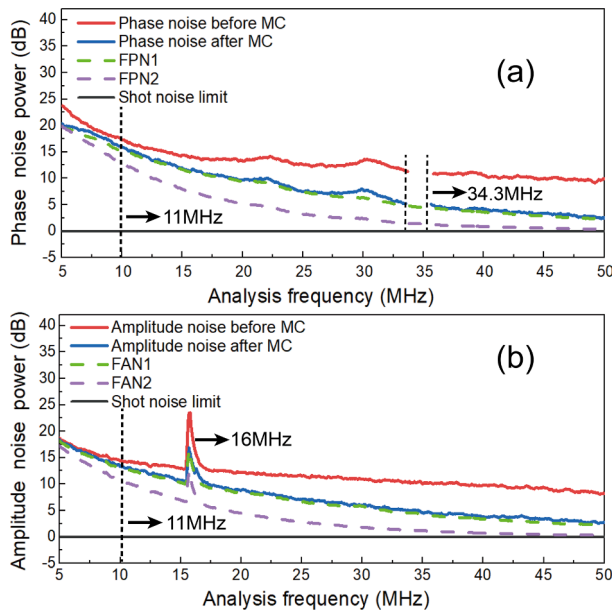 (a)
Phase noise before MC
Phase noise after MC
FPN1
FPN2
Shot noise limit
Phase noise power (dB)
40
35
30
25
20
15
10
5
0
-5
11MHz
34.3MHz
5 10 15 20 25 30 35 40 45 50
Analysis frequency (MHz)
(b)
Amplitude noise before MC
Amplitude noise after MC
FAN1
FAN2
Shot noise limit
Amplitude noise power (dB)
40
35
30
25
20
15
10
5
0
-5
16MHz
11MHz
5 10 15 20 25 30 35 40 45 50
Analysis frequency (MHz)